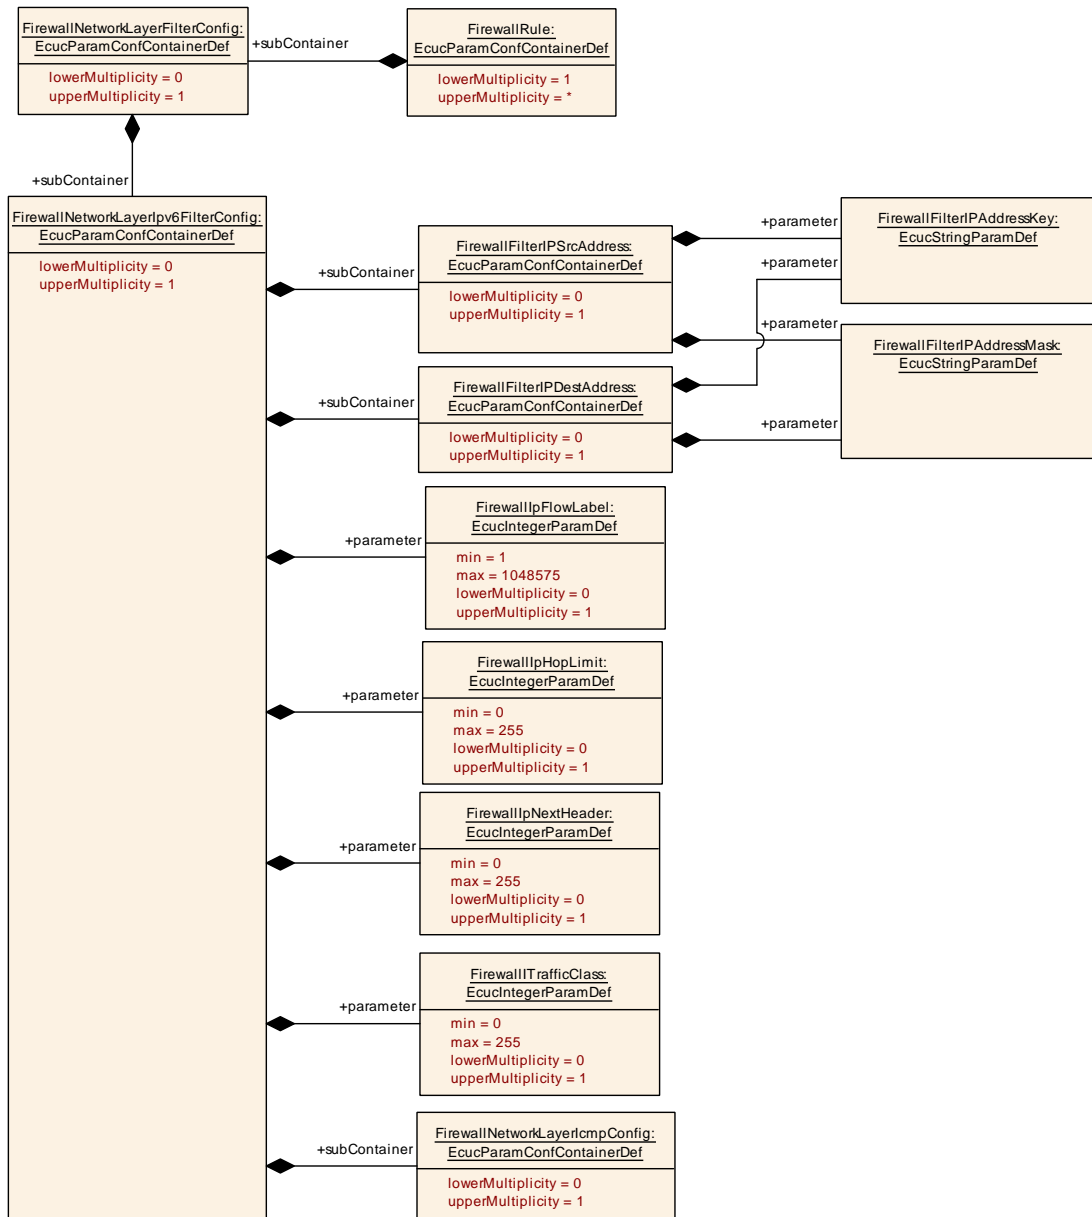 FirewallNetworkLayerFilterConfig:
EcucParamConfContainerDef
lowerMultiplicity = 0
upperMultiplicity = 1
+subContainer
FirewallRule:
EcucParamConfContainerDef
lowerMultiplicity = 1
upperMultiplicity = *
+subContainer
FirewallNetworkLayerIpv6FilterConfig:
EcucParamConfContainerDef
lowerMultiplicity = 0
upperMultiplicity = 1
+subContainer
FirewallFilterIPSrcAddress:
EcucParamConfContainerDef
lowerMultiplicity = 0
upperMultiplicity = 1
+parameter
FirewallFilterIPAddressKey:
EcucStringParamDef
+parameter
+parameter
FirewallFilterIPAddressMask:
EcucStringParamDef
+subContainer
FirewallFilterIPDestAddress:
EcucParamConfContainerDef
lowerMultiplicity = 0
upperMultiplicity = 1
+parameter
+parameter
FirewallIpFlowLabel:
EcucIntegerParamDef
min = 1
max = 1048575
lowerMultiplicity = 0
upperMultiplicity = 1
+parameter
FirewallIpHopLimit:
EcucIntegerParamDef
min = 0
max = 255
lowerMultiplicity = 0
upperMultiplicity = 1
+parameter
FirewallIpNextHeader:
EcucIntegerParamDef
min = 0
max = 255
lowerMultiplicity = 0
upperMultiplicity = 1
+parameter
FirewallITrafficClass:
EcucIntegerParamDef
min = 0
max = 255
lowerMultiplicity = 0
upperMultiplicity = 1
+subContainer
FirewallNetworkLayerIcmpConfig:
EcucParamConfContainerDef
lowerMultiplicity = 0
upperMultiplicity = 1